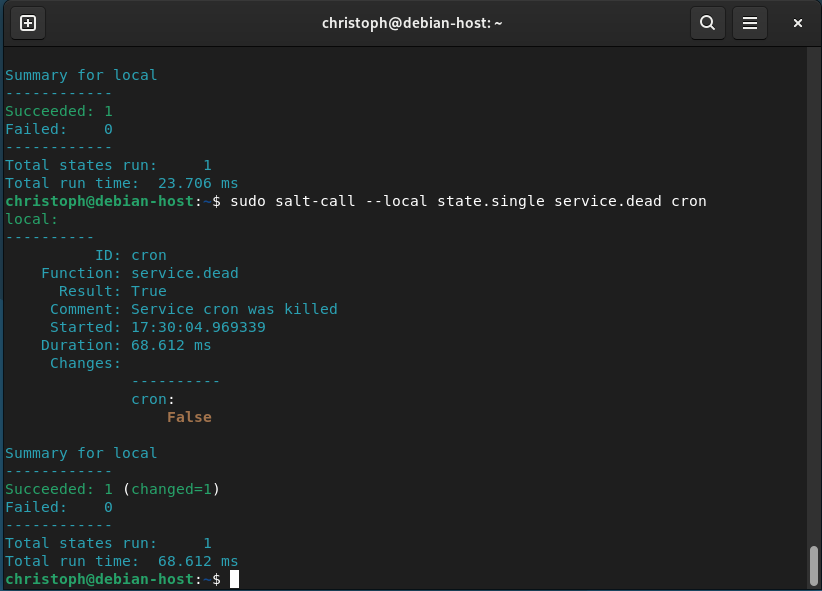 christoph@debian-host: ~
Summary for local
------------
Succeeded: 1
Failed:    0
------------
Total states run:     1
Total run time:  23.706 ms
christoph@debian-host:~$ sudo salt-call --local state.single service.dead cron
local:
----------
          ID: cron
    Function: service.dead
      Result: True
     Comment: Service cron was killed
     Started: 17:30:04.969339
    Duration: 68.612 ms
     Changes:
              ----------
              cron:
                  False
Summary for local
------------
Succeeded: 1 (changed=1)
Failed:    0
------------
Total states run:     1
Total run time:  68.612 ms
christoph@debian-host:~$